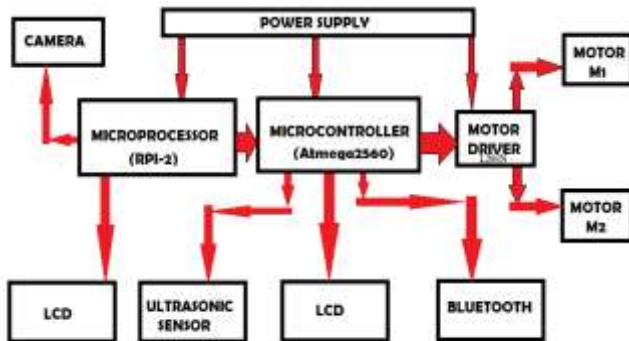 POWER SUPPLY
CAMERA
MOTOR
M1
MICROPROCESSOR
(RPI-2)
MICROCONTROLLER
(Atmega2560)
MOTOR
DRIVER
MOTOR
M2
LCD
ULTRASONIC
SENSOR
LCD
BLUETOOTH